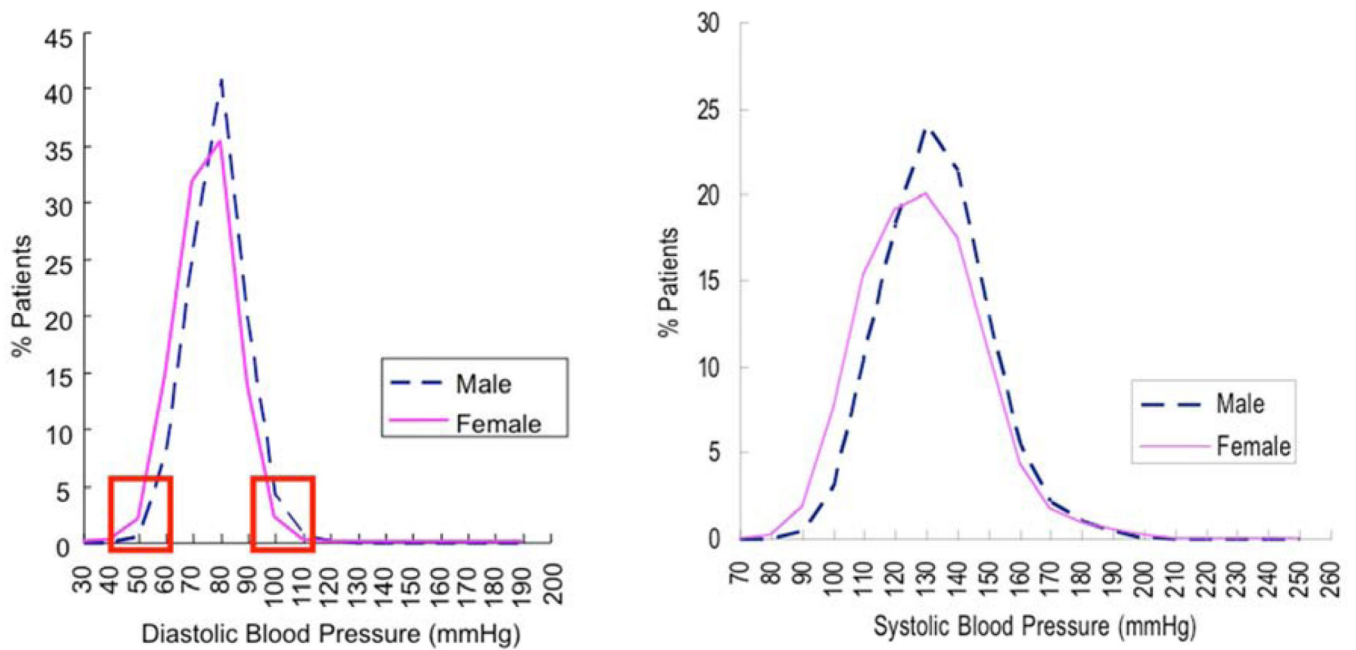 45
40
35
30
25
20
15
10
5
0
% Patients
Male
Female
30 40 50 60 70 80 90 100 110 120 130 140 150 160 170 180 190 200
Diastolic Blood Pressure (mmHg)
30
25
20
15
10
5
0
% Patients
Male
Female
70 80 90 100 110 120 130 140 150 160 170 180 190 200 210 220 230 240 250 260
Systolic Blood Pressure (mmHg)